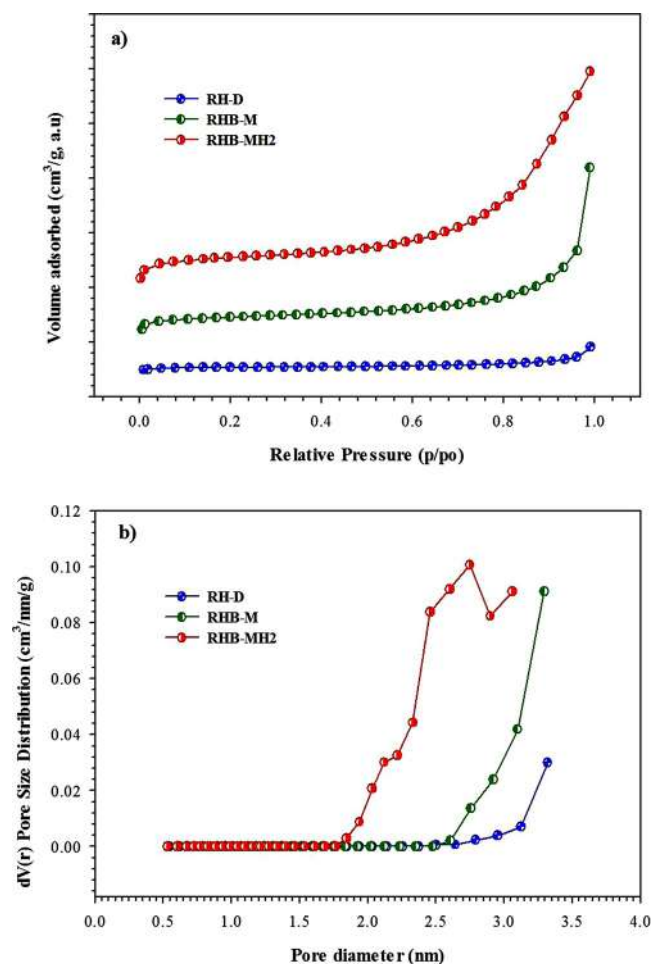 a)
RH-D
RHB-M
RHB-MH2
Volume adsorbed (cm³/g, a.u)
0.0 0.2 0.4 0.6 0.8 1.0
Relative Pressure (p/po)
b)
RH-D
RHB-M
RHB-MH2
dV(r) Pore Size Distribution (cm³/nm/g)
0.12
0.10
0.08
0.06
0.04
0.02
0.00
0.0 0.5 1.0 1.5 2.0 2.5 3.0 3.5 4.0
Pore diameter (nm)